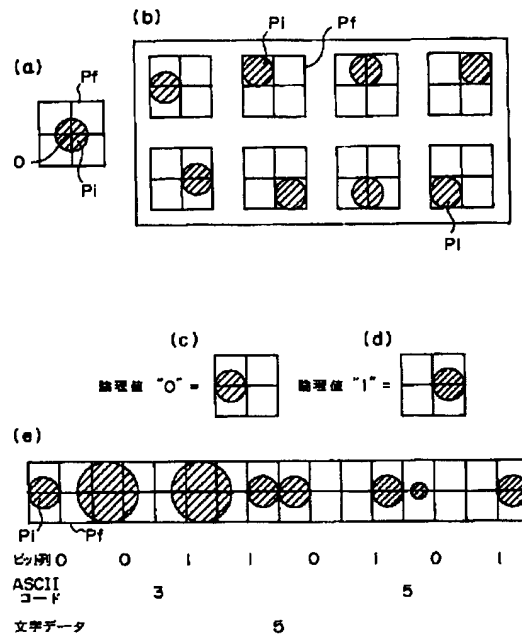 (a)
Pf
O
Pi
(b)
Pi
Pf
Pi
(c)
論理値 "0" =
(d)
論理値 "1" =
(e)
Pi
Pf
ビット列 0 0 1 1 0 1 0 1
ASCII
コード
3 5
文字データ 5